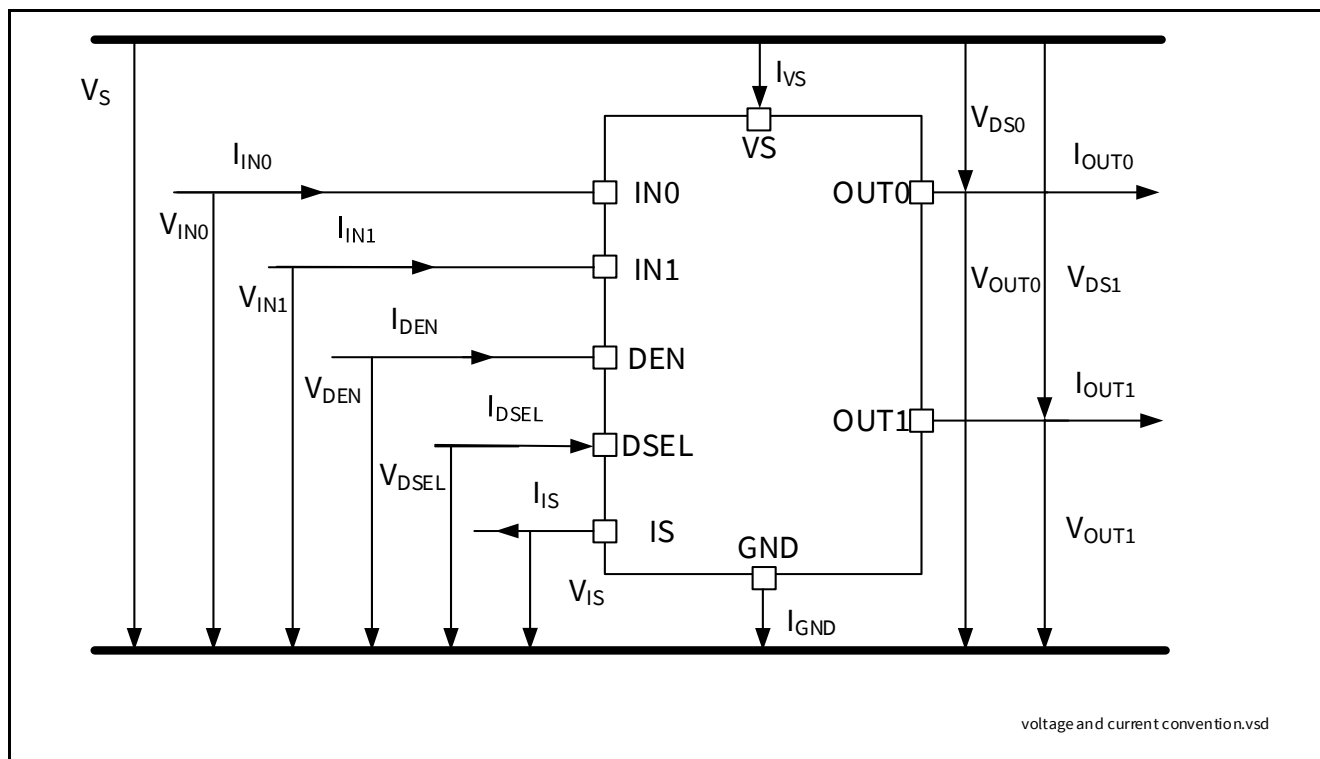 V_S
I_VS
V_DS0
VS
I_IN0
I_OUT0
IN0
OUT0
V_IN0
I_IN1
IN1
V_IN1
V_OUT0
V_DS1
I_DEN
DEN
V_DEN
I_OUT1
I_DSEL
OUT1
DSEL
V_DSEL
I_IS
IS
V_OUT1
GND
V_IS
I_GND
voltage and current convention.vsd